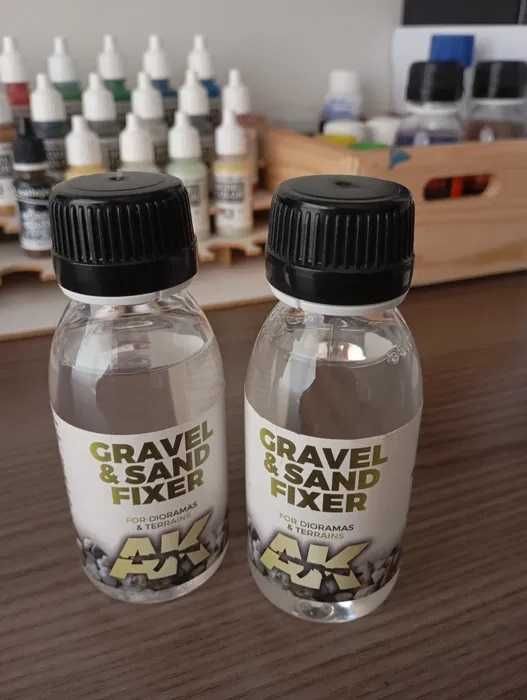 GRAVEL
& SAND
FIXER
FOR DIORAMAS
& TERRAINS
AK
GRAVEL
& SAND
FIXER
FOR DIORAMAS
& TERRAINS
AK